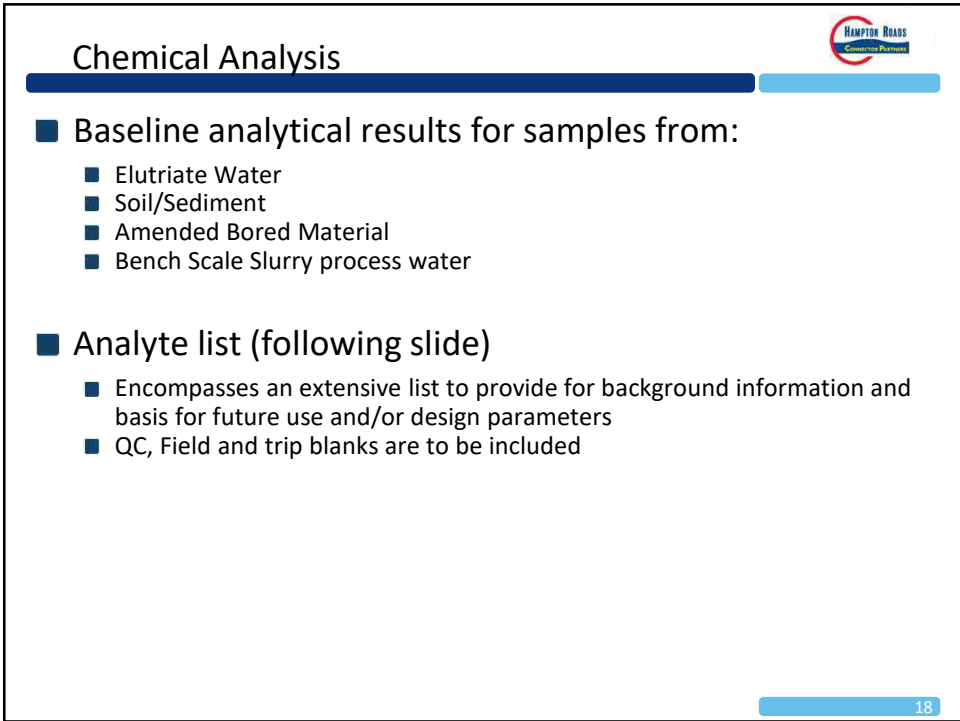 Chemical Analysis
HAMPTON ROADS
CONNECTOR PARTNERS
Baseline analytical results for samples from:
Elutriate Water
Soil/Sediment
Amended Bored Material
Bench Scale Slurry process water
Analyte list (following slide)
Encompasses an extensive list to provide for background information and
basis for future use and/or design parameters
QC, Field and trip blanks are to be included
18